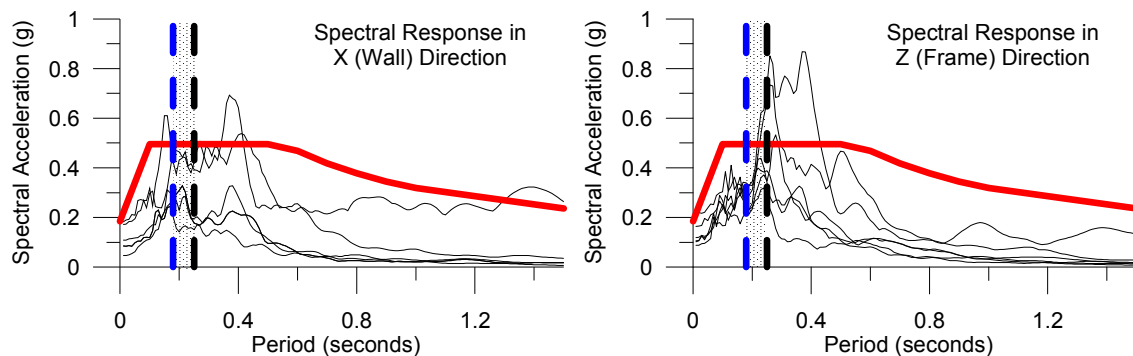 Spectral Response in
X (Wall) Direction
Spectral Acceleration (g)
1
0.8
0.6
0.4
0.2
0
0
0.4
0.8
1.2
Period (seconds)
Spectral Response in
Z (Frame) Direction
Spectral Acceleration (g)
1
0.8
0.6
0.4
0.2
0
0
0.4
0.8
1.2
Period (seconds)